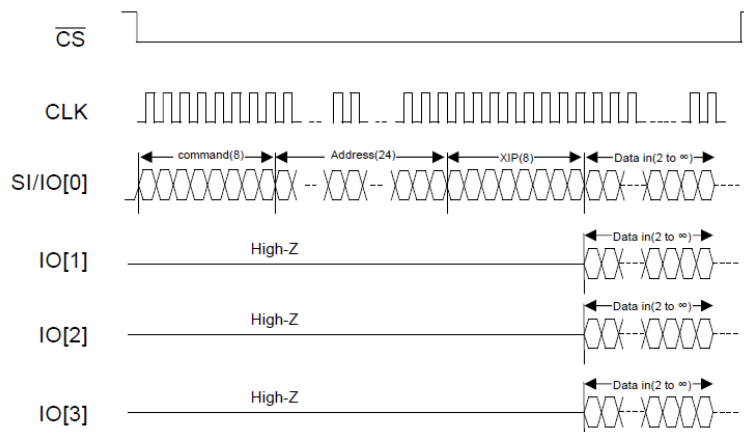 CS
CLK
command(8) Address(24) XIP(8) Data in(2 to ∞)
SI/IO[0]
Data in(2 to ∞)
High-Z
IO[1]
Data in(2 to ∞)
High-Z
IO[2]
Data in(2 to ∞)
High-Z
IO[3]